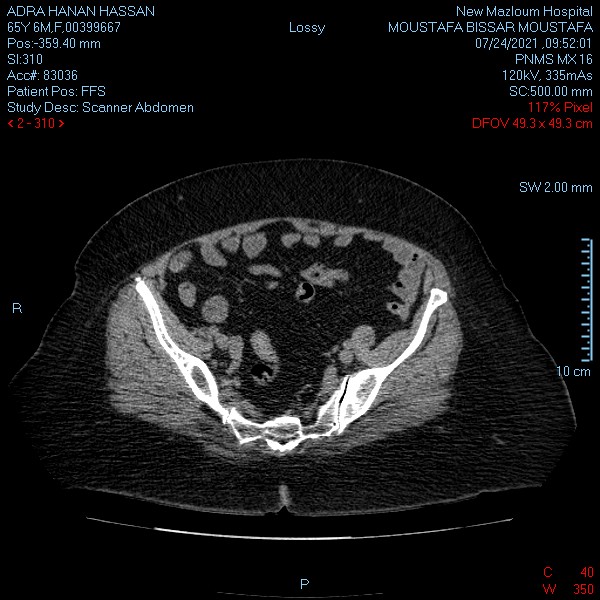 ADRA HANAN HASSAN
65Y 6M,F,00399667
Pos:-359.40 mm
SI:310
Acc#: 83036
Patient Pos: FFS
Study Desc: Scanner Abdomen
< 2 - 310 >
Lossy
New Mazloum Hospital
MOUSTAFA BISSAR MOUSTAFA
07/24/2021 ,09:52:01
PNMS MX 16
120kV, 335mAs
SC:500.00 mm
117% Pixel
DFOV 49.3 x 49.3 cm
SW 2.00 mm
R
10 cm
P
C 40
W 350